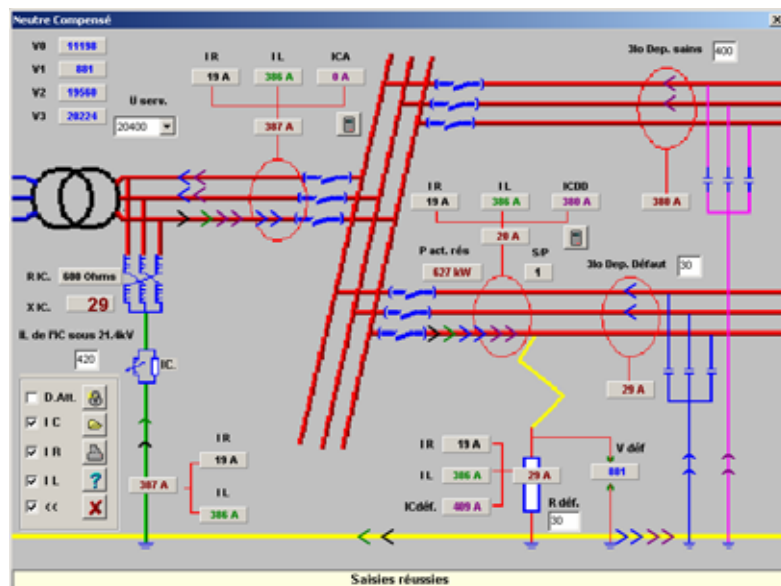 Neutre Compensé
V0 11198
V1 881
V2 19560
V3 20224
U serv.
20400
I R I L ICA
19 A 386 A 0 A
387 A
3Io Dep. sains 400
380 A
I R I L ICDD
19 A 386 A 380 A
20 A
P act. rés S/P
627 kW 1
3Io Dep. Défaut 30
29 A
R IC. 600 Ohms
X IC. 29
IL de l'IC sous 21.4kV
420
IC.
D.Att.
I C
I R
I L
<<
387 A
I R
19 A
I L
386 A
I R 19 A
I L 386 A
ICdéf. 409 A
29 A
R déf.
30
V déf
881
Saisies réussies